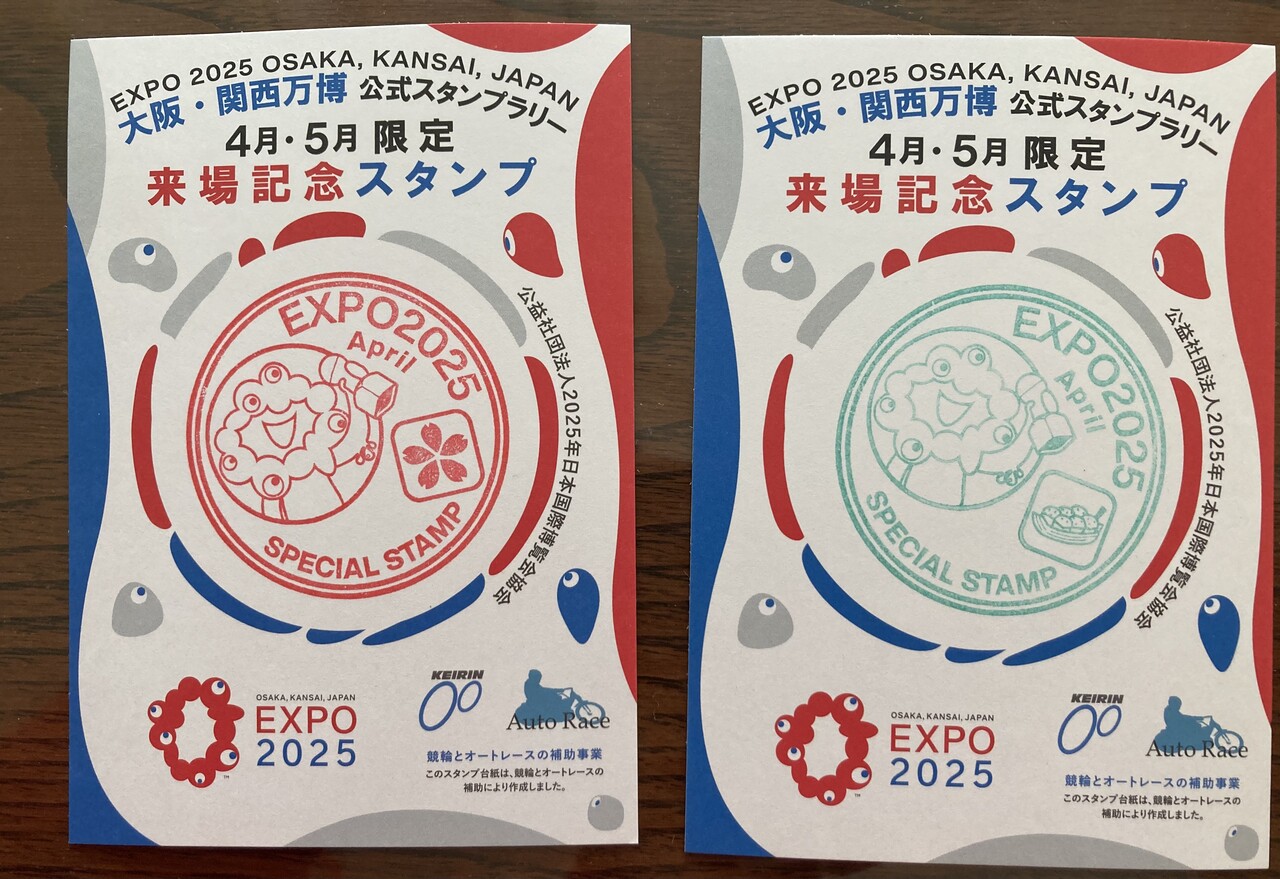 EXPO 2025 OSAKA, KANSAI, JAPAN
大阪・関西万博 公式スタンプラリー
4月・5月 限定
来場記念スタンプ
EXPO2025
April
SPECIAL STAMP
公益社団法人2025年日本国際博覧会協会
OSAKA, KANSAI, JAPAN
EXPO
2025
TM
KEIRIN
Auto Race
競輪とオートレースの補助事業
このスタンプ台紙は、競輪とオートレースの
補助により作成しました。
EXPO 2025 OSAKA, KANSAI, JAPAN
大阪・関西万博 公式スタンプラリー
4月・5月 限定
来場記念スタンプ
EXPO2025
April
SPECIAL STAMP
公益社団法人2025年日本国際博覧会協会
OSAKA, KANSAI, JAPAN
EXPO
2025
TM
KEIRIN
Auto Race
競輪とオートレースの補助事業
このスタンプ台紙は、競輪とオートレースの
補助により作成しました。